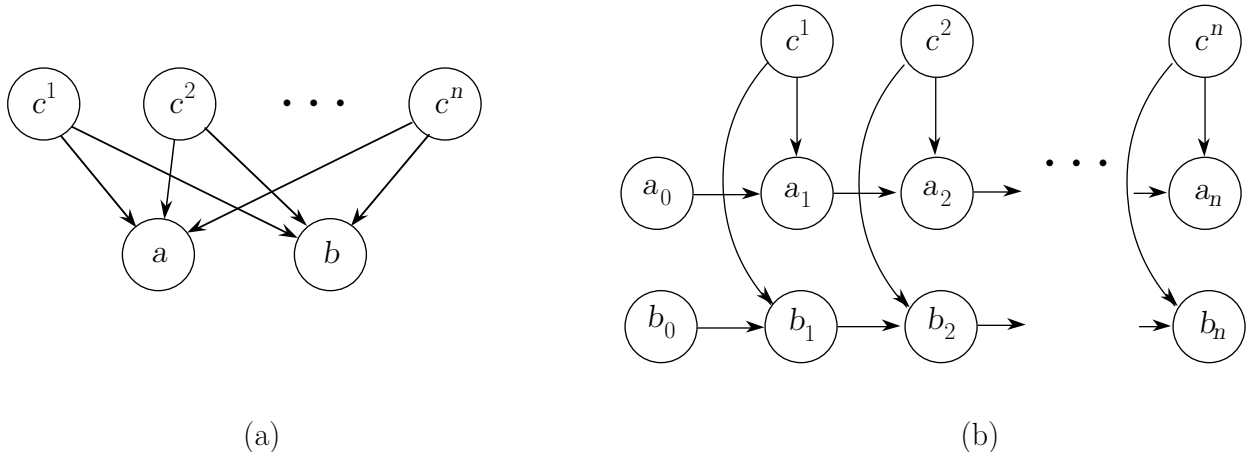 c¹ c² ··· cⁿ
a b
(a)
c¹ c² cⁿ
a₀ a₁ a₂ ··· aₙ
b₀ b₁ b₂ bₙ
(b)